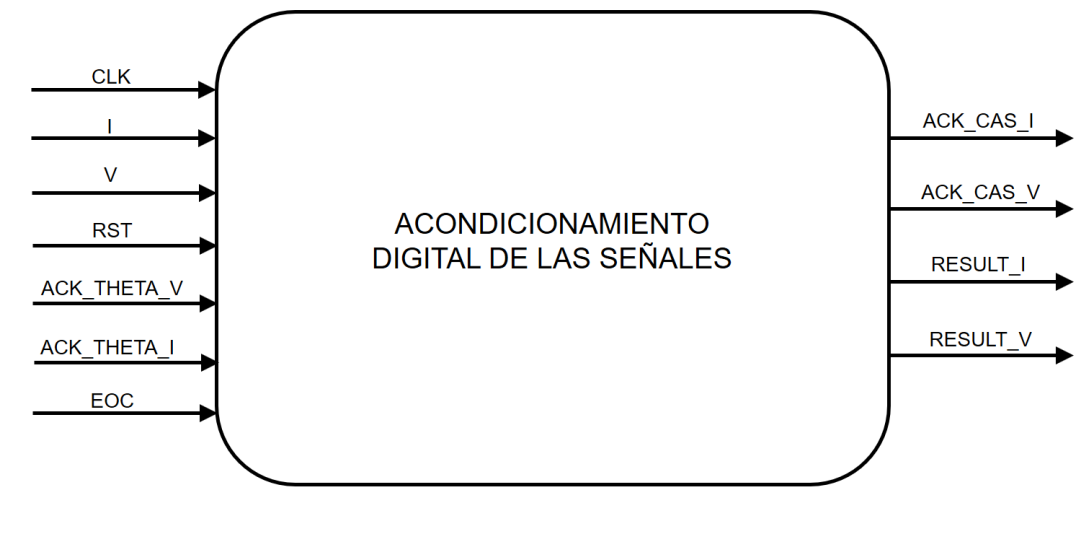 CLK
I
V
RST
ACK_THETA_V
ACK_THETA_I
EOC
ACONDICIONAMIENTO
DIGITAL DE LAS SEÑALES
ACK_CAS_I
ACK_CAS_V
RESULT_I
RESULT_V